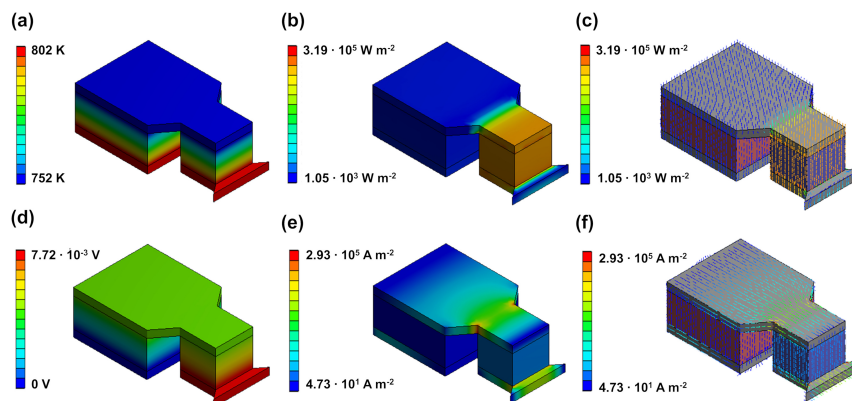 (a)
802 K
752 K
(b)
3.19 · 10⁵ W m⁻²
1.05 · 10³ W m⁻²
(c)
3.19 · 10⁵ W m⁻²
1.05 · 10³ W m⁻²
(d)
7.72 · 10⁻³ V
0 V
(e)
2.93 · 10⁵ A m⁻²
4.73 · 10¹ A m⁻²
(f)
2.93 · 10⁵ A m⁻²
4.73 · 10¹ A m⁻²